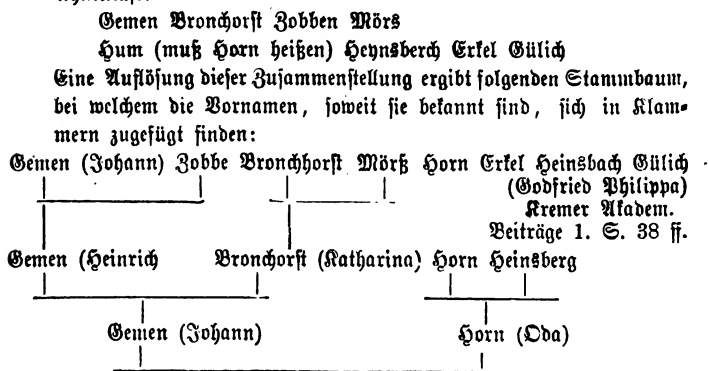 Gemen Bronchorst Zobben Mörs
Hum (muß Horn heißen) Heynsberch Erkel Gülich
Eine Auflösung dieser Zusammenstellung ergibt folgenden Stammbaum,
bei welchem die Vornamen, soweit sie bekannt sind, sich in Klam-
mern zugefügt finden:
Gemen (Johann) Zobbe Bronchhorst Mörß Horn Erkel Heinsbach Gülich
(Godfried Philippa)
Kremer Akadem.
Beiträge 1. S. 38 ff.
Gemen (Heinrich Bronchorst (Katharina) Horn Heinsberg
Gemen (Johann) Horn (Oda)